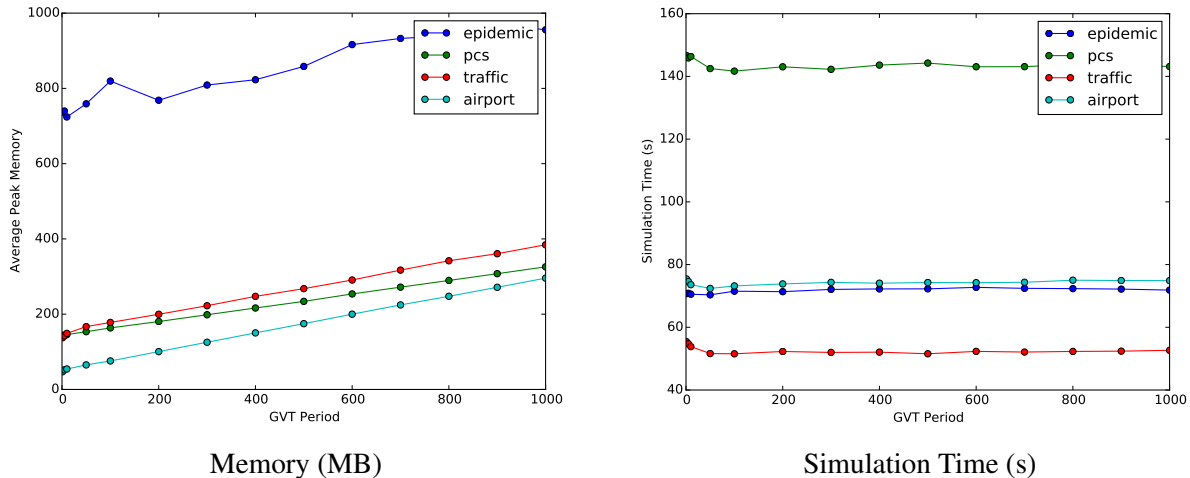 1000
800
600
400
200
0
Average Peak Memory
epidemic
pcs
traffic
airport
0 200 400 600 800 1000
GVT Period
Memory (MB)
160
140
120
100
80
60
40
Simulation Time (s)
epidemic
pcs
traffic
airport
0 200 400 600 800 1000
GVT Period
Simulation Time (s)